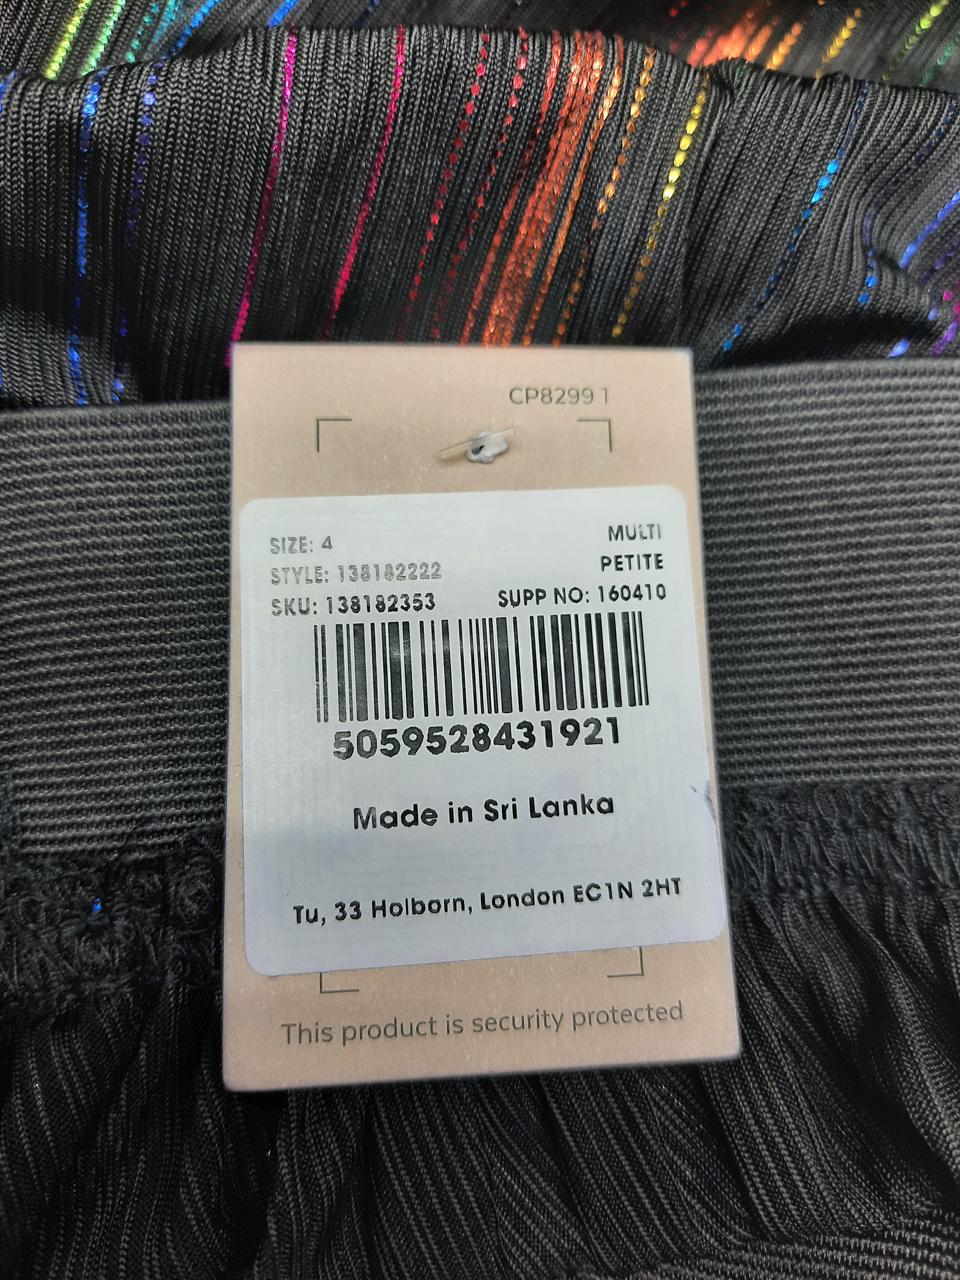 CP8299 1
SIZE: 4
MULTI
STYLE: 138182222
PETITE
SKU: 138182353
SUPP NO: 160410
5059528431921
Made in Sri Lanka
Tu, 33 Holborn, London EC1N 2HT
This product is security protected